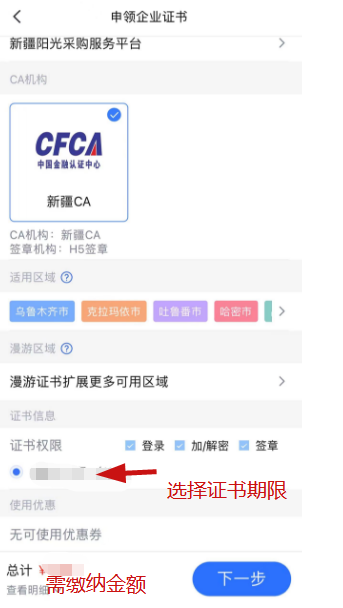 申领企业证书
新疆阳光采购服务平台
CA机构
CFCA
中国金融认证中心
新疆CA
CA机构：新疆CA
签章机构：H5签章
适用区域
乌鲁木齐市 克拉玛依市 吐鲁番市 哈密市
漫游区域
漫游证书扩展更多可用区域
证书信息
证书权限 登录 加/解密 签章
选择证书期限
使用优惠
无可使用优惠券
总计 ¥
需缴纳金额
查看明细
下一步